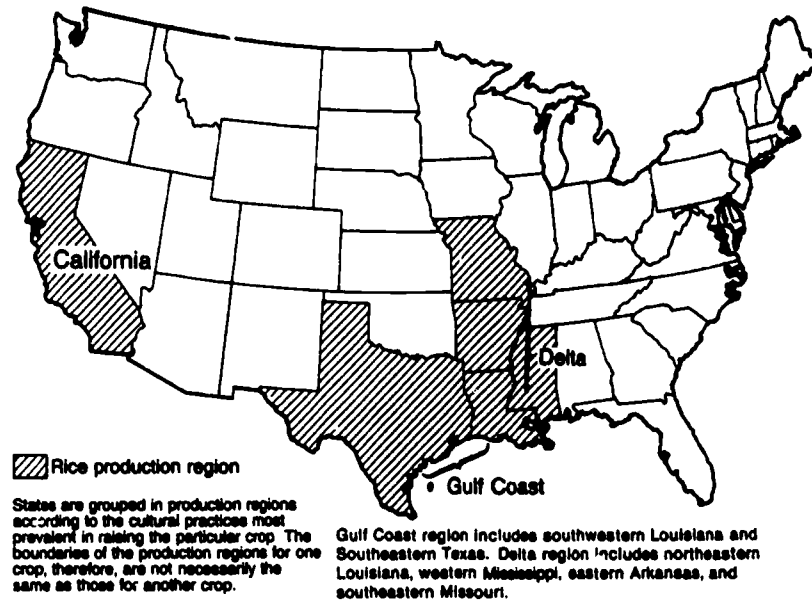 California
Delta
Gulf Coast
Rice production region
States are grouped in production regions
according to the cultural practices most
prevalent in raising the particular crop The
boundaries of the production regions for one
crop, therefore, are not necessarily the
same as those for another crop.
Gulf Coast region includes southwestern Louisiana and
Southeastern Texas. Delta region includes northeastern
Louisiana, western Mississippi, eastern Arkansas, and
southeastern Missouri.